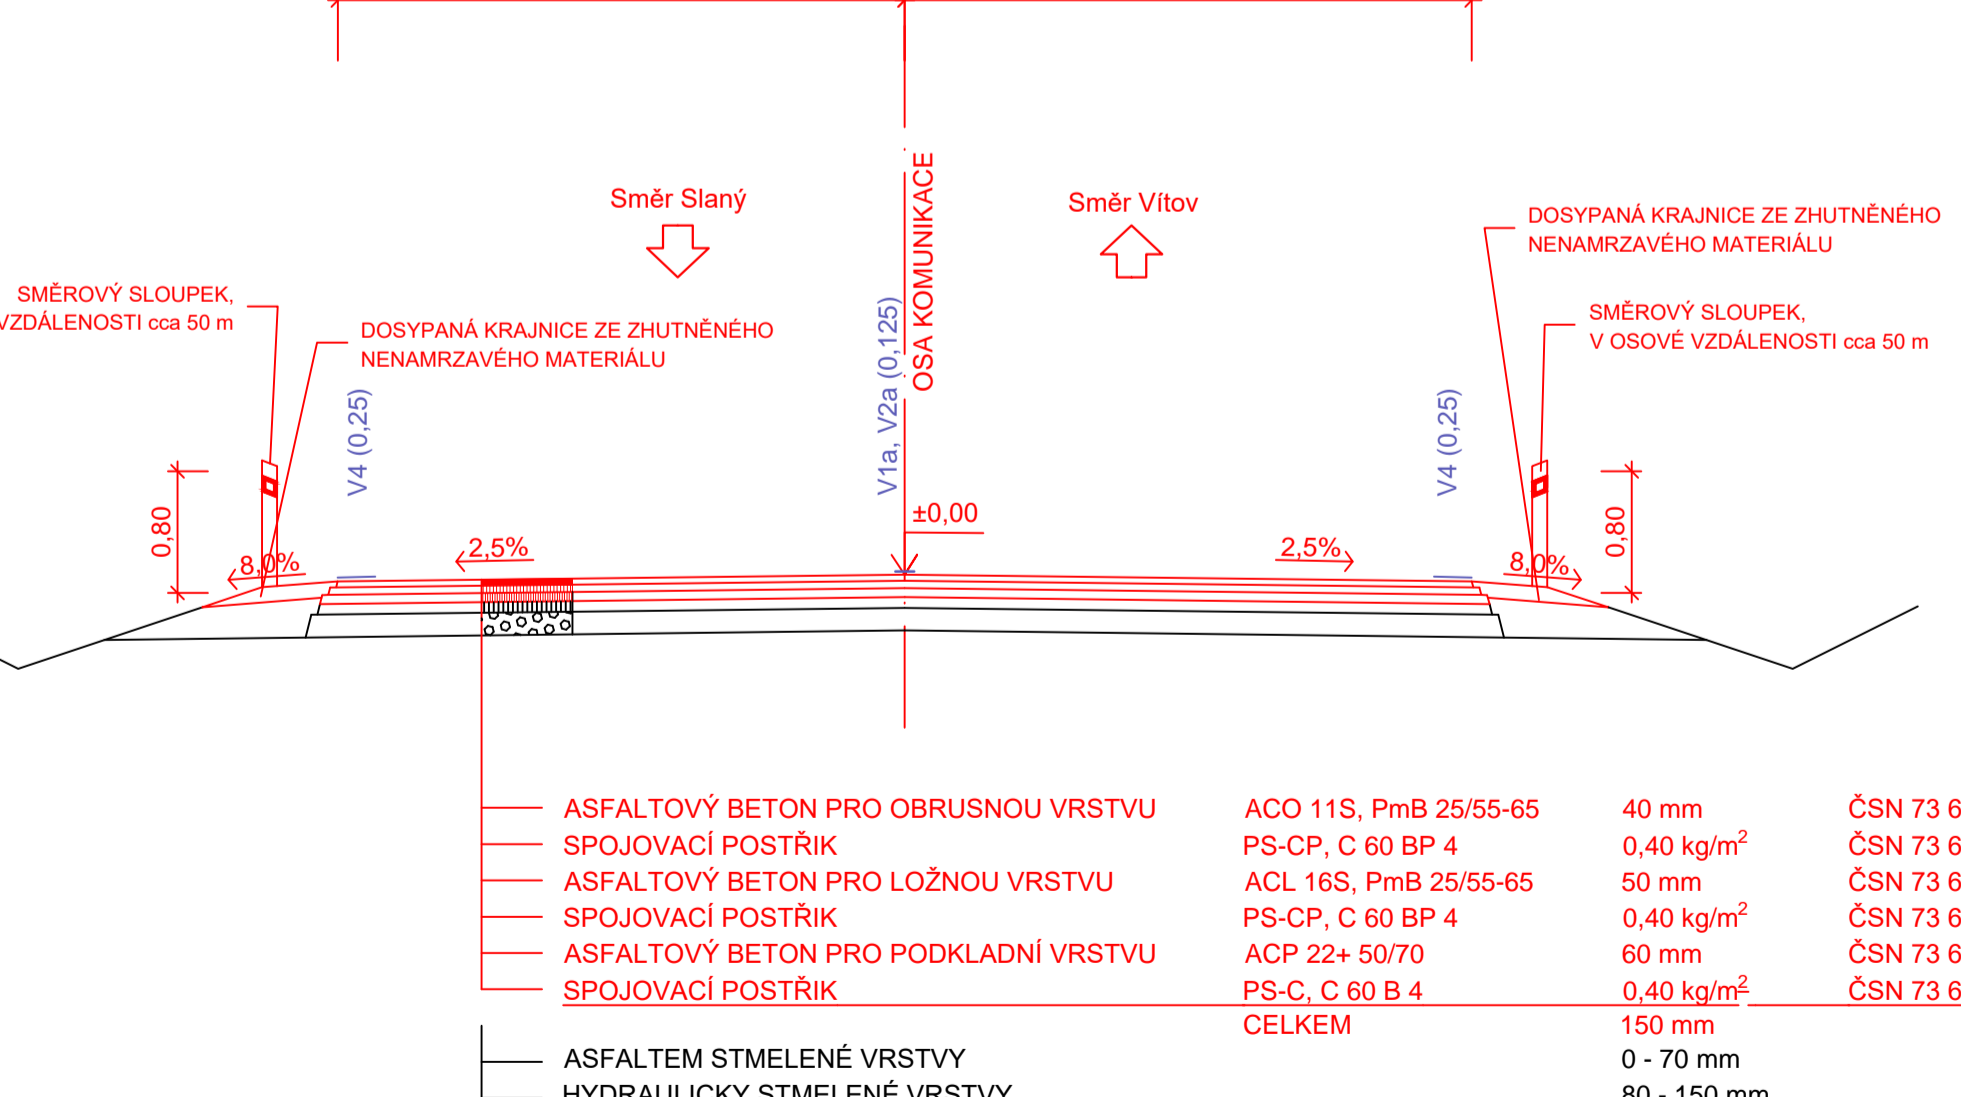 OSA KOMUNIKACE
Směr Slaný
Směr Vítov
DOSYPANÁ KRAJNICE ZE ZHUTNĚNÉHO
NENAMRZAVÉHO MATERIÁLU
SMĚROVÝ SLOUPEK,
VZDÁLENOSTI cca 50 m
DOSYPANÁ KRAJNICE ZE ZHUTNĚNÉHO
NENAMRZAVÉHO MATERIÁLU
SMĚROVÝ SLOUPEK,
V OSOVÉ VZDÁLENOSTI cca 50 m
V4 (0,25)
V1a, V2a (0,125)
V4 (0,25)
0,80
8,0%
2,5%
±0,00
2,5%
8,0%
0,80
ASFALTOVÝ BETON PRO OBRUSNOU VRSTVU ACO 11S, PmB 25/55-65 40 mm ČSN 73 6
SPOJOVACÍ POSTŘIK PS-CP, C 60 BP 4 0,40 kg/m² ČSN 73 6
ASFALTOVÝ BETON PRO LOŽNOU VRSTVU ACL 16S, PmB 25/55-65 50 mm ČSN 73 6
SPOJOVACÍ POSTŘIK PS-CP, C 60 BP 4 0,40 kg/m² ČSN 73 6
ASFALTOVÝ BETON PRO PODKLADNÍ VRSTVU ACP 22+ 50/70 60 mm ČSN 73 6
SPOJOVACÍ POSTŘIK PS-C, C 60 B 4 0,40 kg/m² ČSN 73 6
CELKEM 150 mm
ASFALTEM STMELENÉ VRSTVY 0 - 70 mm
HYDRAULICKY STMELENÉ VRSTVY 80 - 150 mm